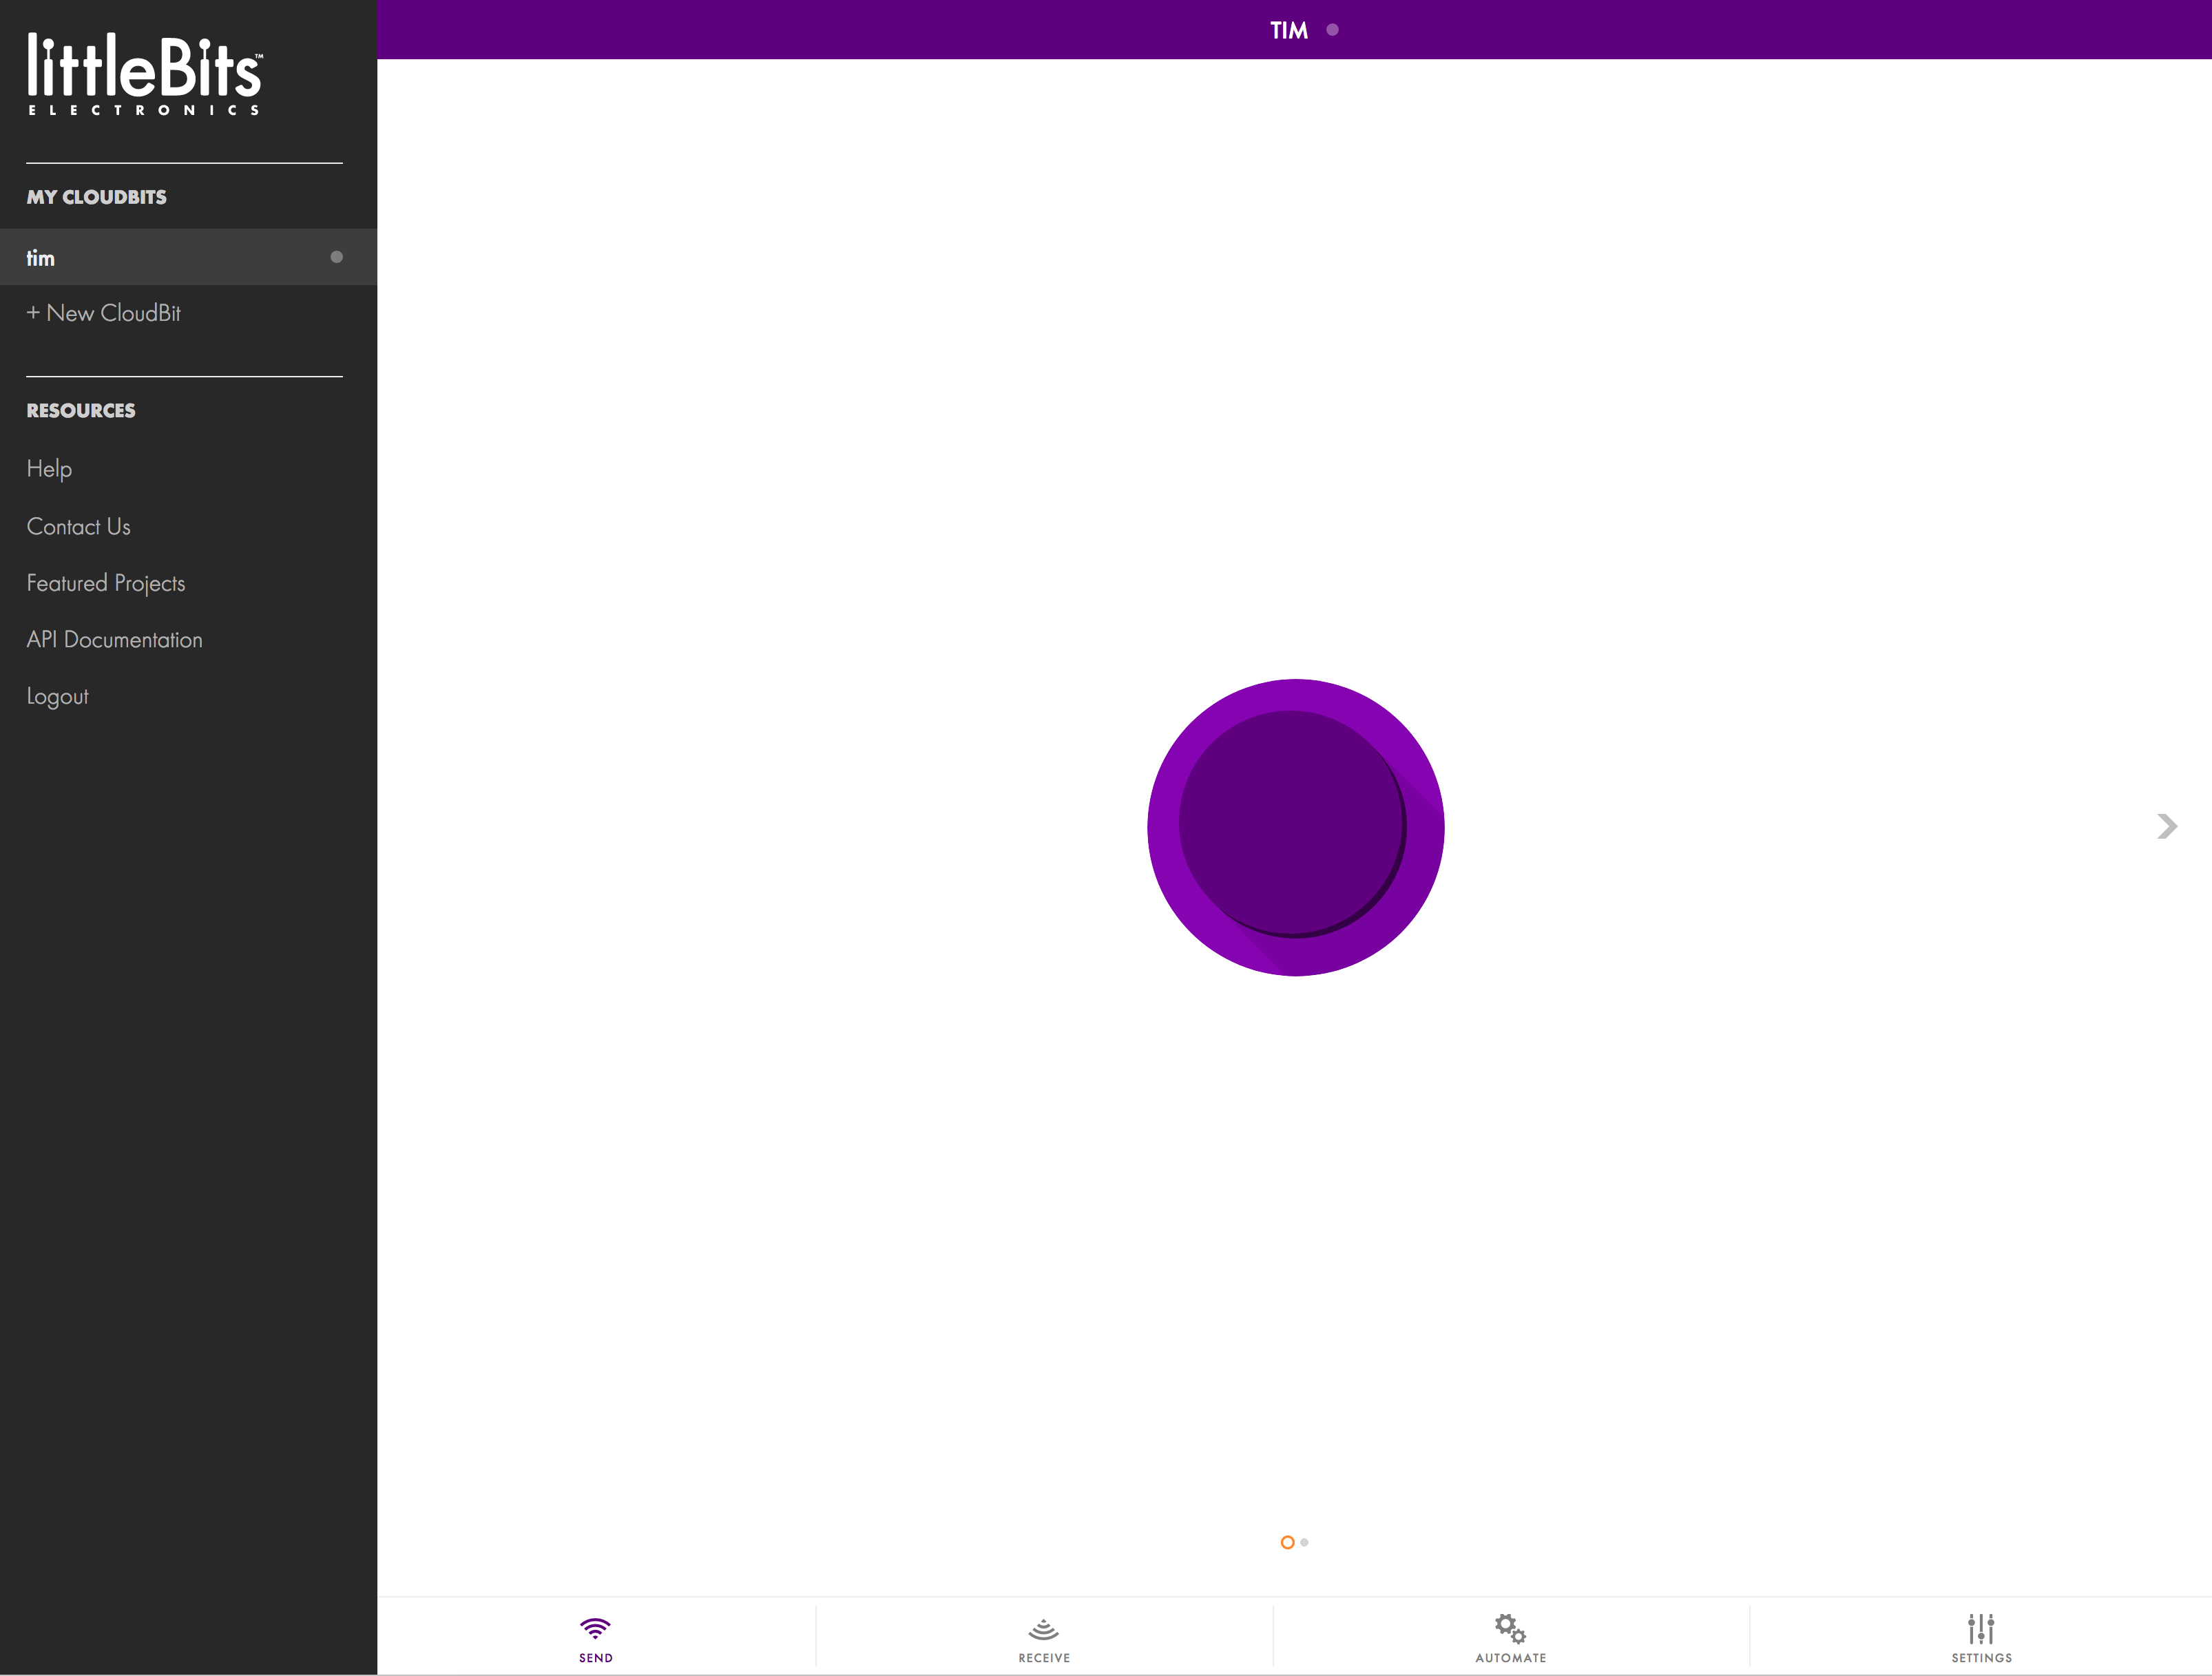 littleBits™
ELECTRONICS
MY CLOUDBITS
tim
+ New CloudBit
RESOURCES
Help
Contact Us
Featured Projects
API Documentation
Logout
TIM
SEND
RECEIVE
AUTOMATE
SETTINGS